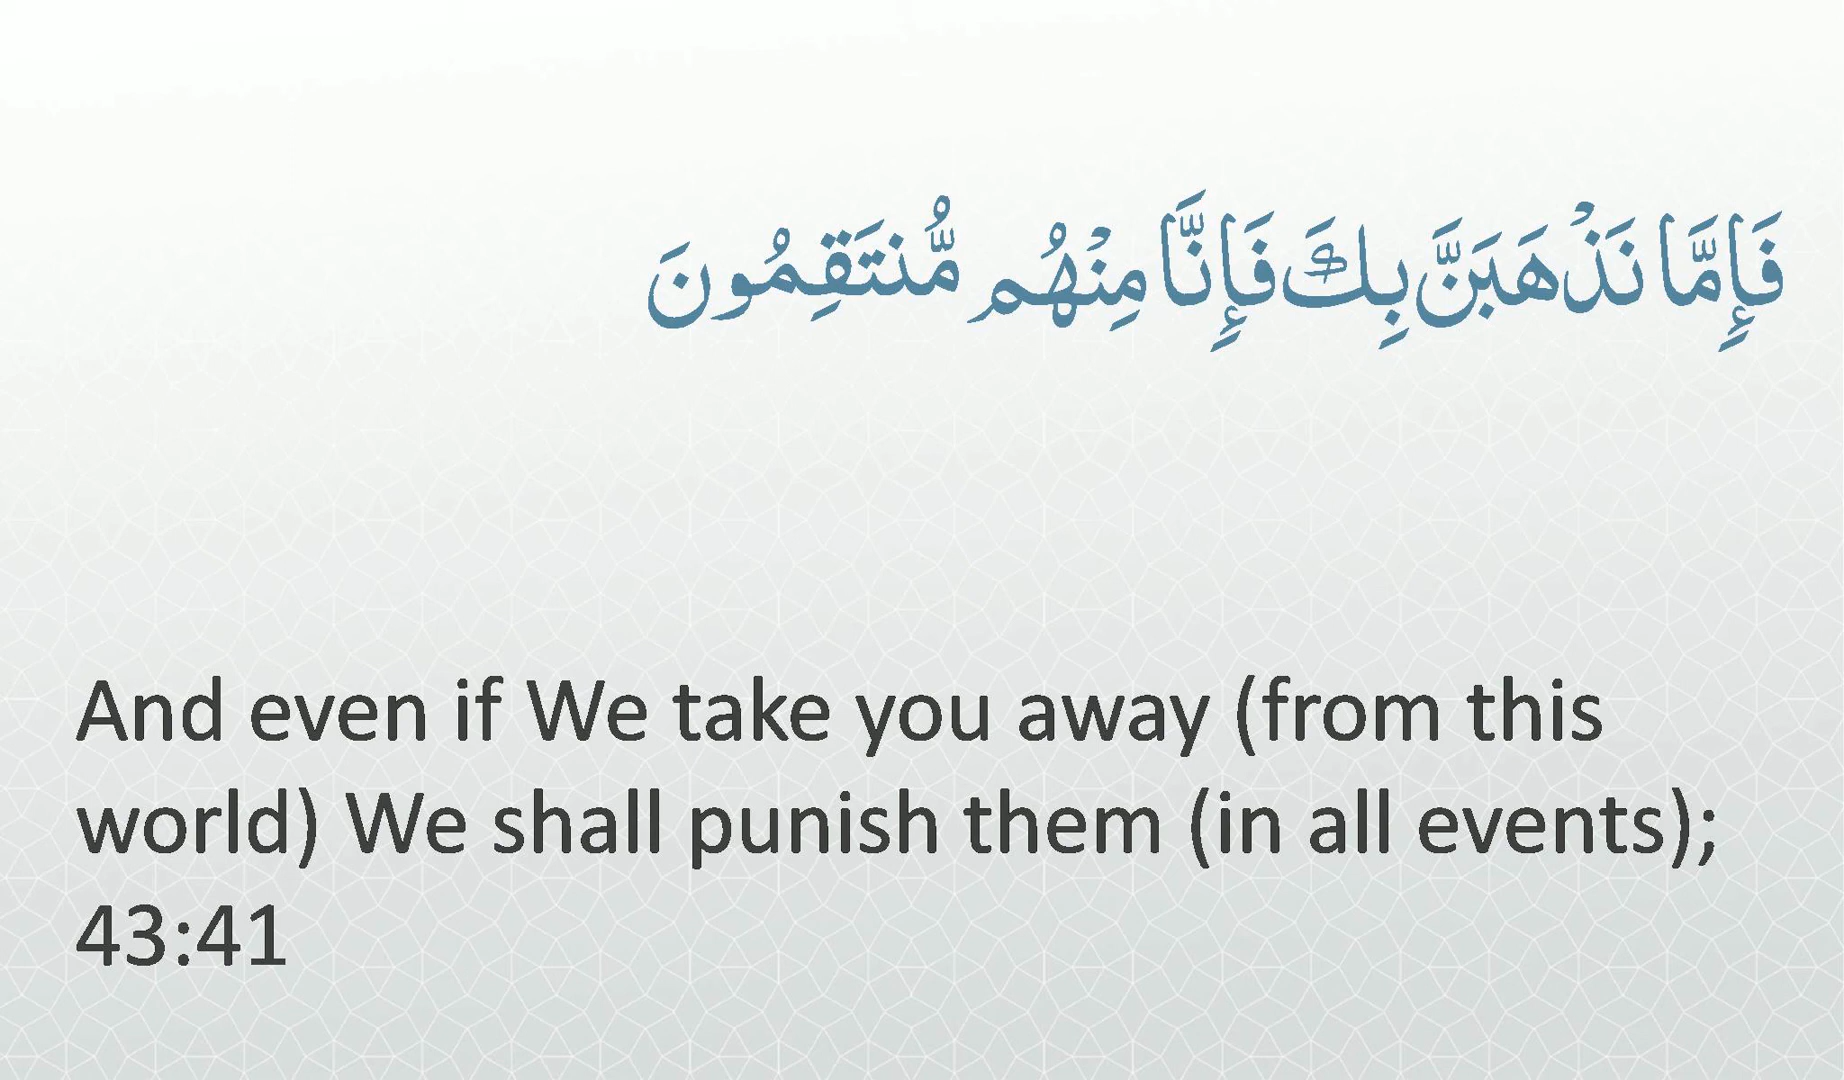 فَإِمَّا نَذْهَبَنَّ بِكَ فَإِنَّا مِنْهُم مُّنتَقِمُونَ
And even if We take you away (from this
world) We shall punish them (in all events);
43:41